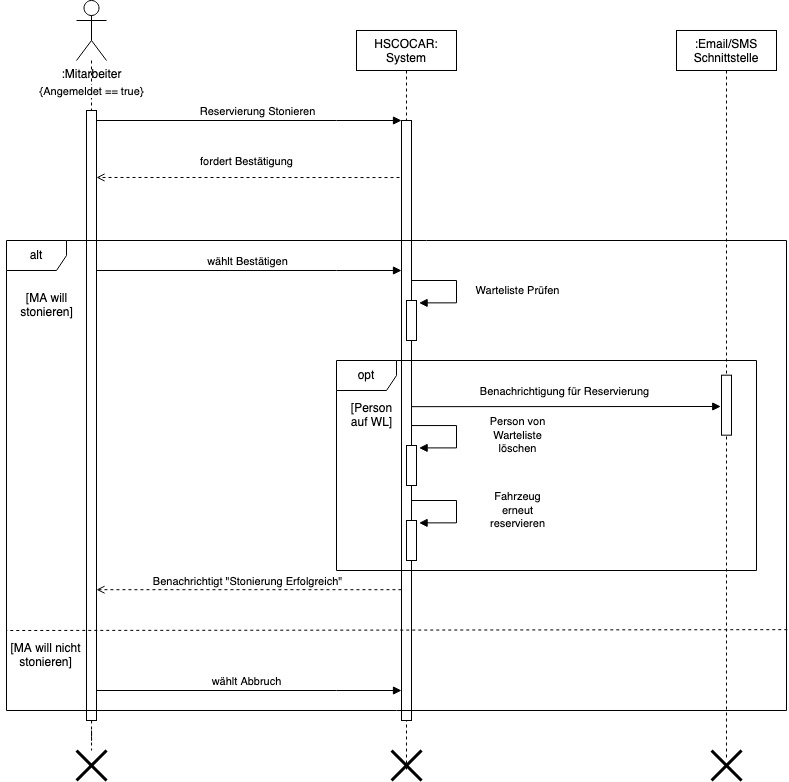 HSCOCAR:
System
:Email/SMS
Schnittstelle
:Mitarbeiter
{Angemeldet == true}
Reservierung Stonieren
fordert Bestätigung
alt
wählt Bestätigen
[MA will
stonieren]
Warteliste Prüfen
opt
Benachrichtigung für Reservierung
[Person
auf WL]
Person von
Warteliste
löschen
Fahrzeug
erneut
reservieren
Benachrichtigt "Stonierung Erfolgreich"
[MA will nicht
stonieren]
wählt Abbruch